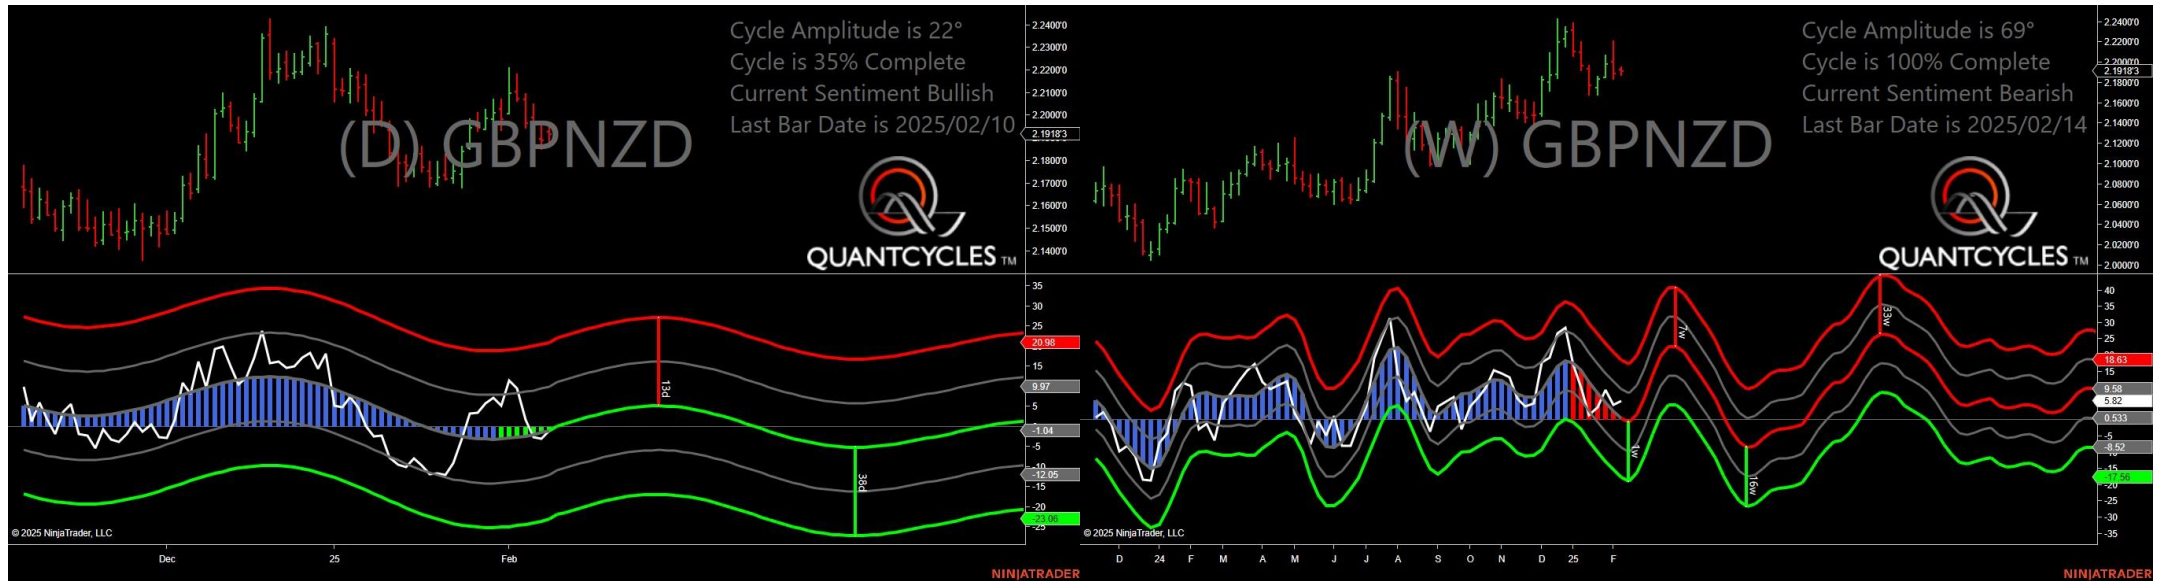 Cycle Amplitude is 22°
Cycle is 35% Complete
Current Sentiment Bullish
Last Bar Date is 2025/02/10
(D) GBPNZD
QUANTCYCLES TM
2.2400'0
2.2300'0
2.2200'0
2.2100'0
2.2000'0
2.1918'3
2.1800'0
2.1700'0
2.1600'0
2.1500'0
2.1400'0
35
30
25
20.98
15
9.97
5
-1.04
-5
-10
-12.05
-15
-20
-23.06
-25
13d
38d
© 2025 NinjaTrader, LLC
Dec
25
Feb
NINJATRADER
Cycle Amplitude is 69°
Cycle is 100% Complete
Current Sentiment Bearish
Last Bar Date is 2025/02/14
(W) GBPNZD
QUANTCYCLES TM
2.2400'0
2.2200'0
2.2000'0
2.1918'3
2.1800'0
2.1600'0
2.1400'0
2.1200'0
2.1000'0
2.0800'0
2.0600'0
2.0400'0
2.0200'0
2.0000'0
40
35
30
25
18.63
15
9.58
5.82
0.533
-5
-8.52
-15
-17.56
-20
-25
-30
-35
1w
7w
16w
33w
© 2025 NinjaTrader, LLC
D
24
F
M
A
M
J
J
A
S
O
N
D
25
F
NINJATRADER